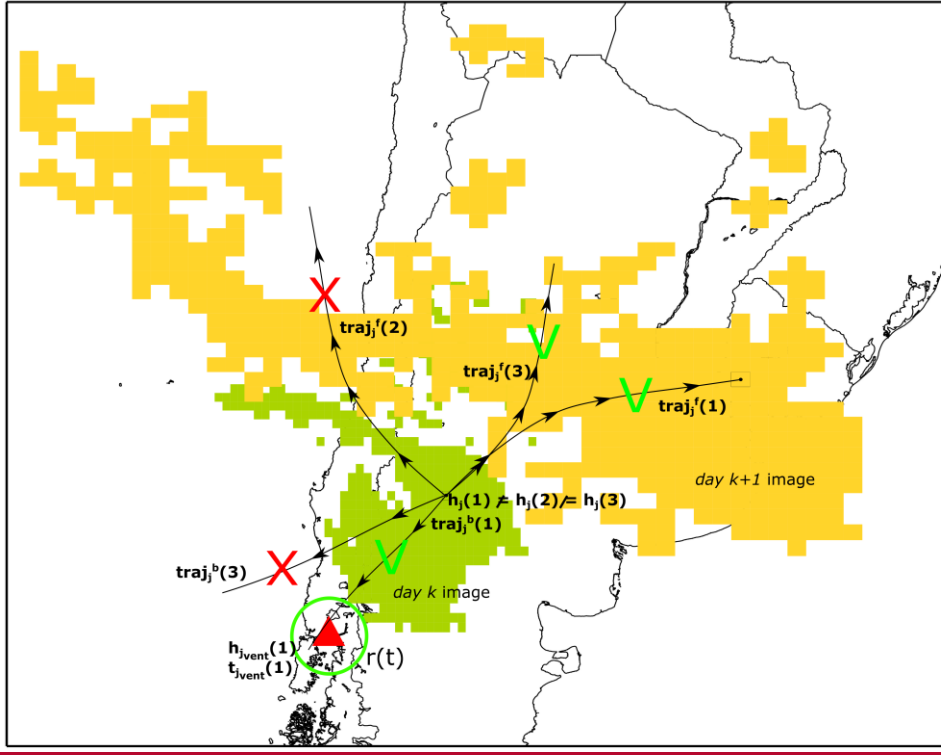 X
traj_j^f(2)
V
traj_j^f(3)
V
traj_j^f(1)
day k+1 image
h_j(1) ≠ h_j(2) ≠ h_j(3)
traj_j^b(1)
V
X
traj_j^b(3)
day k image
h_jvent(1)
t_jvent(1)
r(t)